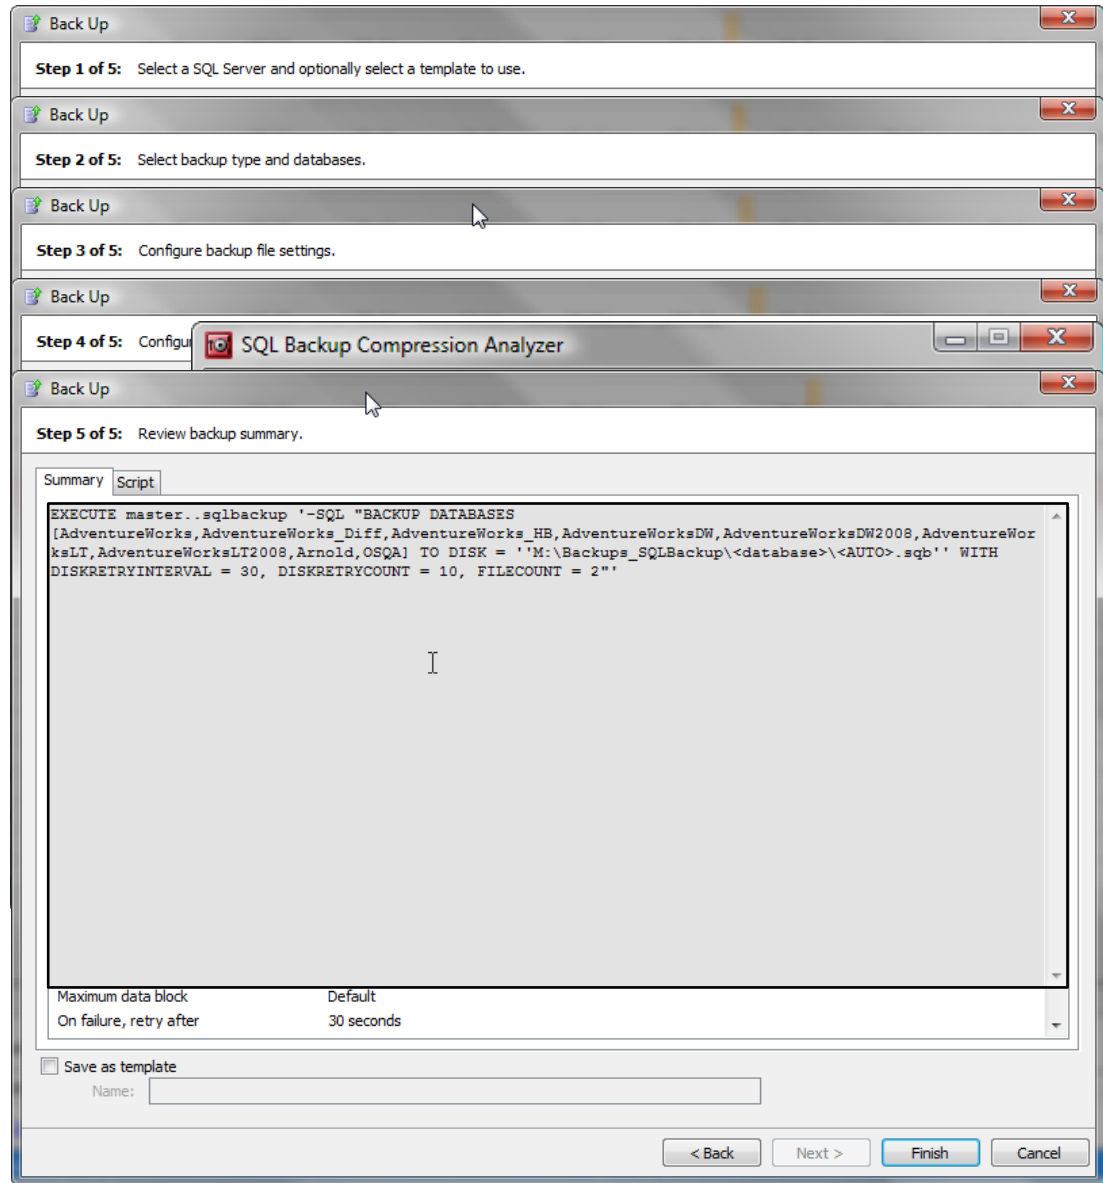 Back Up
Step 1 of 5: Select a SQL Server and optionally select a template to use.
Back Up
Step 2 of 5: Select backup type and databases.
Back Up
Step 3 of 5: Configure backup file settings.
Back Up
Step 4 of 5: Configu
SQL Backup Compression Analyzer
Back Up
Step 5 of 5: Review backup summary.
Summary Script
EXECUTE master..sqlbackup '-SQL "BACKUP DATABASES
[AdventureWorks,AdventureWorks_Diff,AdventureWorks_HB,AdventureWorksDW,AdventureWorksDW2008,AdventureWor
ksLT,AdventureWorksLT2008,Arnold,OSQA] TO DISK = ''M:\Backups_SQLBackup\<database>\<AUTO>.sqb'' WITH
DISKRETRYINTERVAL = 30, DISKRETRYCOUNT = 10, FILECOUNT = 2"'
Maximum data block Default
On failure, retry after 30 seconds
Save as template
Name:
< Back Next > Finish Cancel